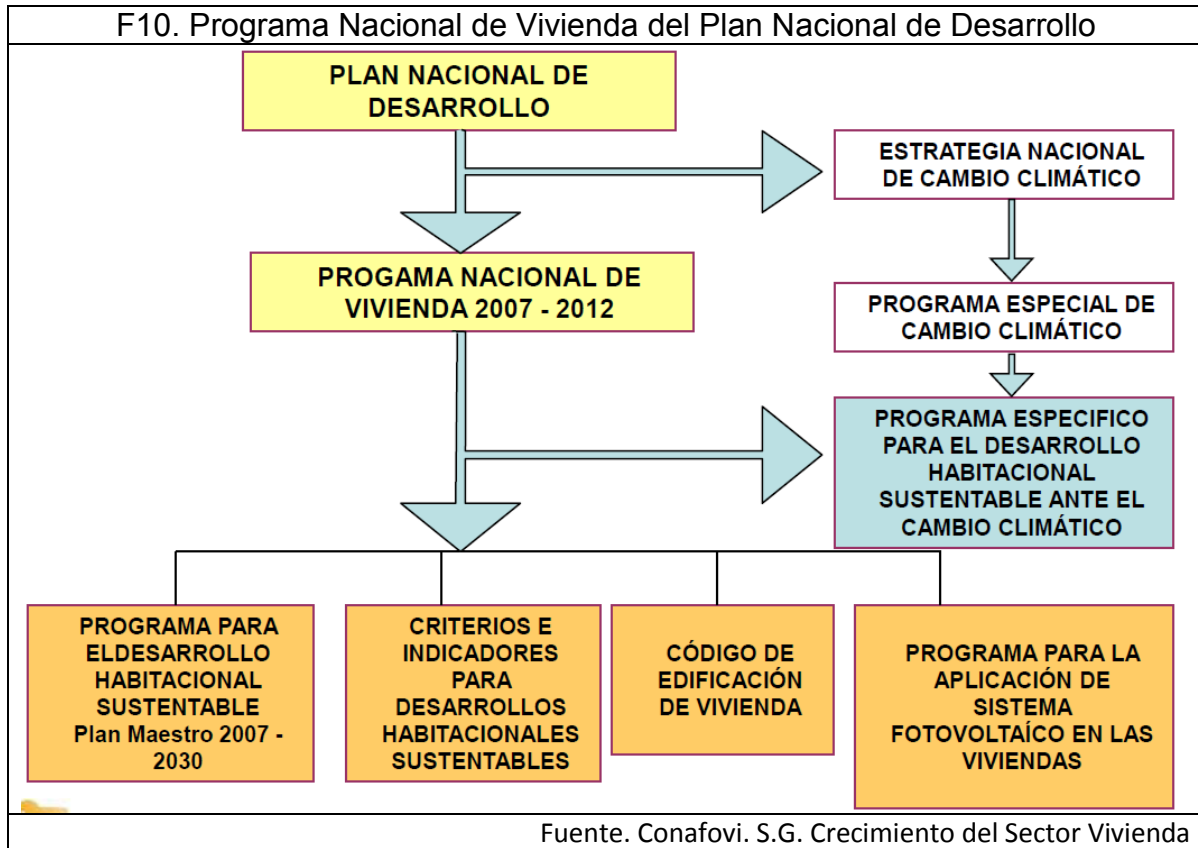 F10. Programa Nacional de Vivienda del Plan Nacional de Desarrollo
PLAN NACIONAL DE
DESARROLLO
ESTRATEGIA NACIONAL
DE CAMBIO CLIMÁTICO
PROGAMA NACIONAL DE
VIVIENDA 2007 - 2012
PROGRAMA ESPECIAL DE
CAMBIO CLIMÁTICO
PROGRAMA ESPECIFICO
PARA EL DESARROLLO
HABITACIONAL
SUSTENTABLE ANTE EL
CAMBIO CLIMÁTICO
PROGRAMA PARA
ELDESARROLLO
HABITACIONAL
SUSTENTABLE
Plan Maestro 2007 -
2030
CRITERIOS E
INDICADORES
PARA
DESARROLLOS
HABITACIONALES
SUSTENTABLES
CÓDIGO DE
EDIFICACIÓN
DE VIVIENDA
PROGRAMA PARA LA
APLICACIÓN DE
SISTEMA
FOTOVOLTAÍCO EN LAS
VIVIENDAS
Fuente. Conafovi. S.G. Crecimiento del Sector Vivienda